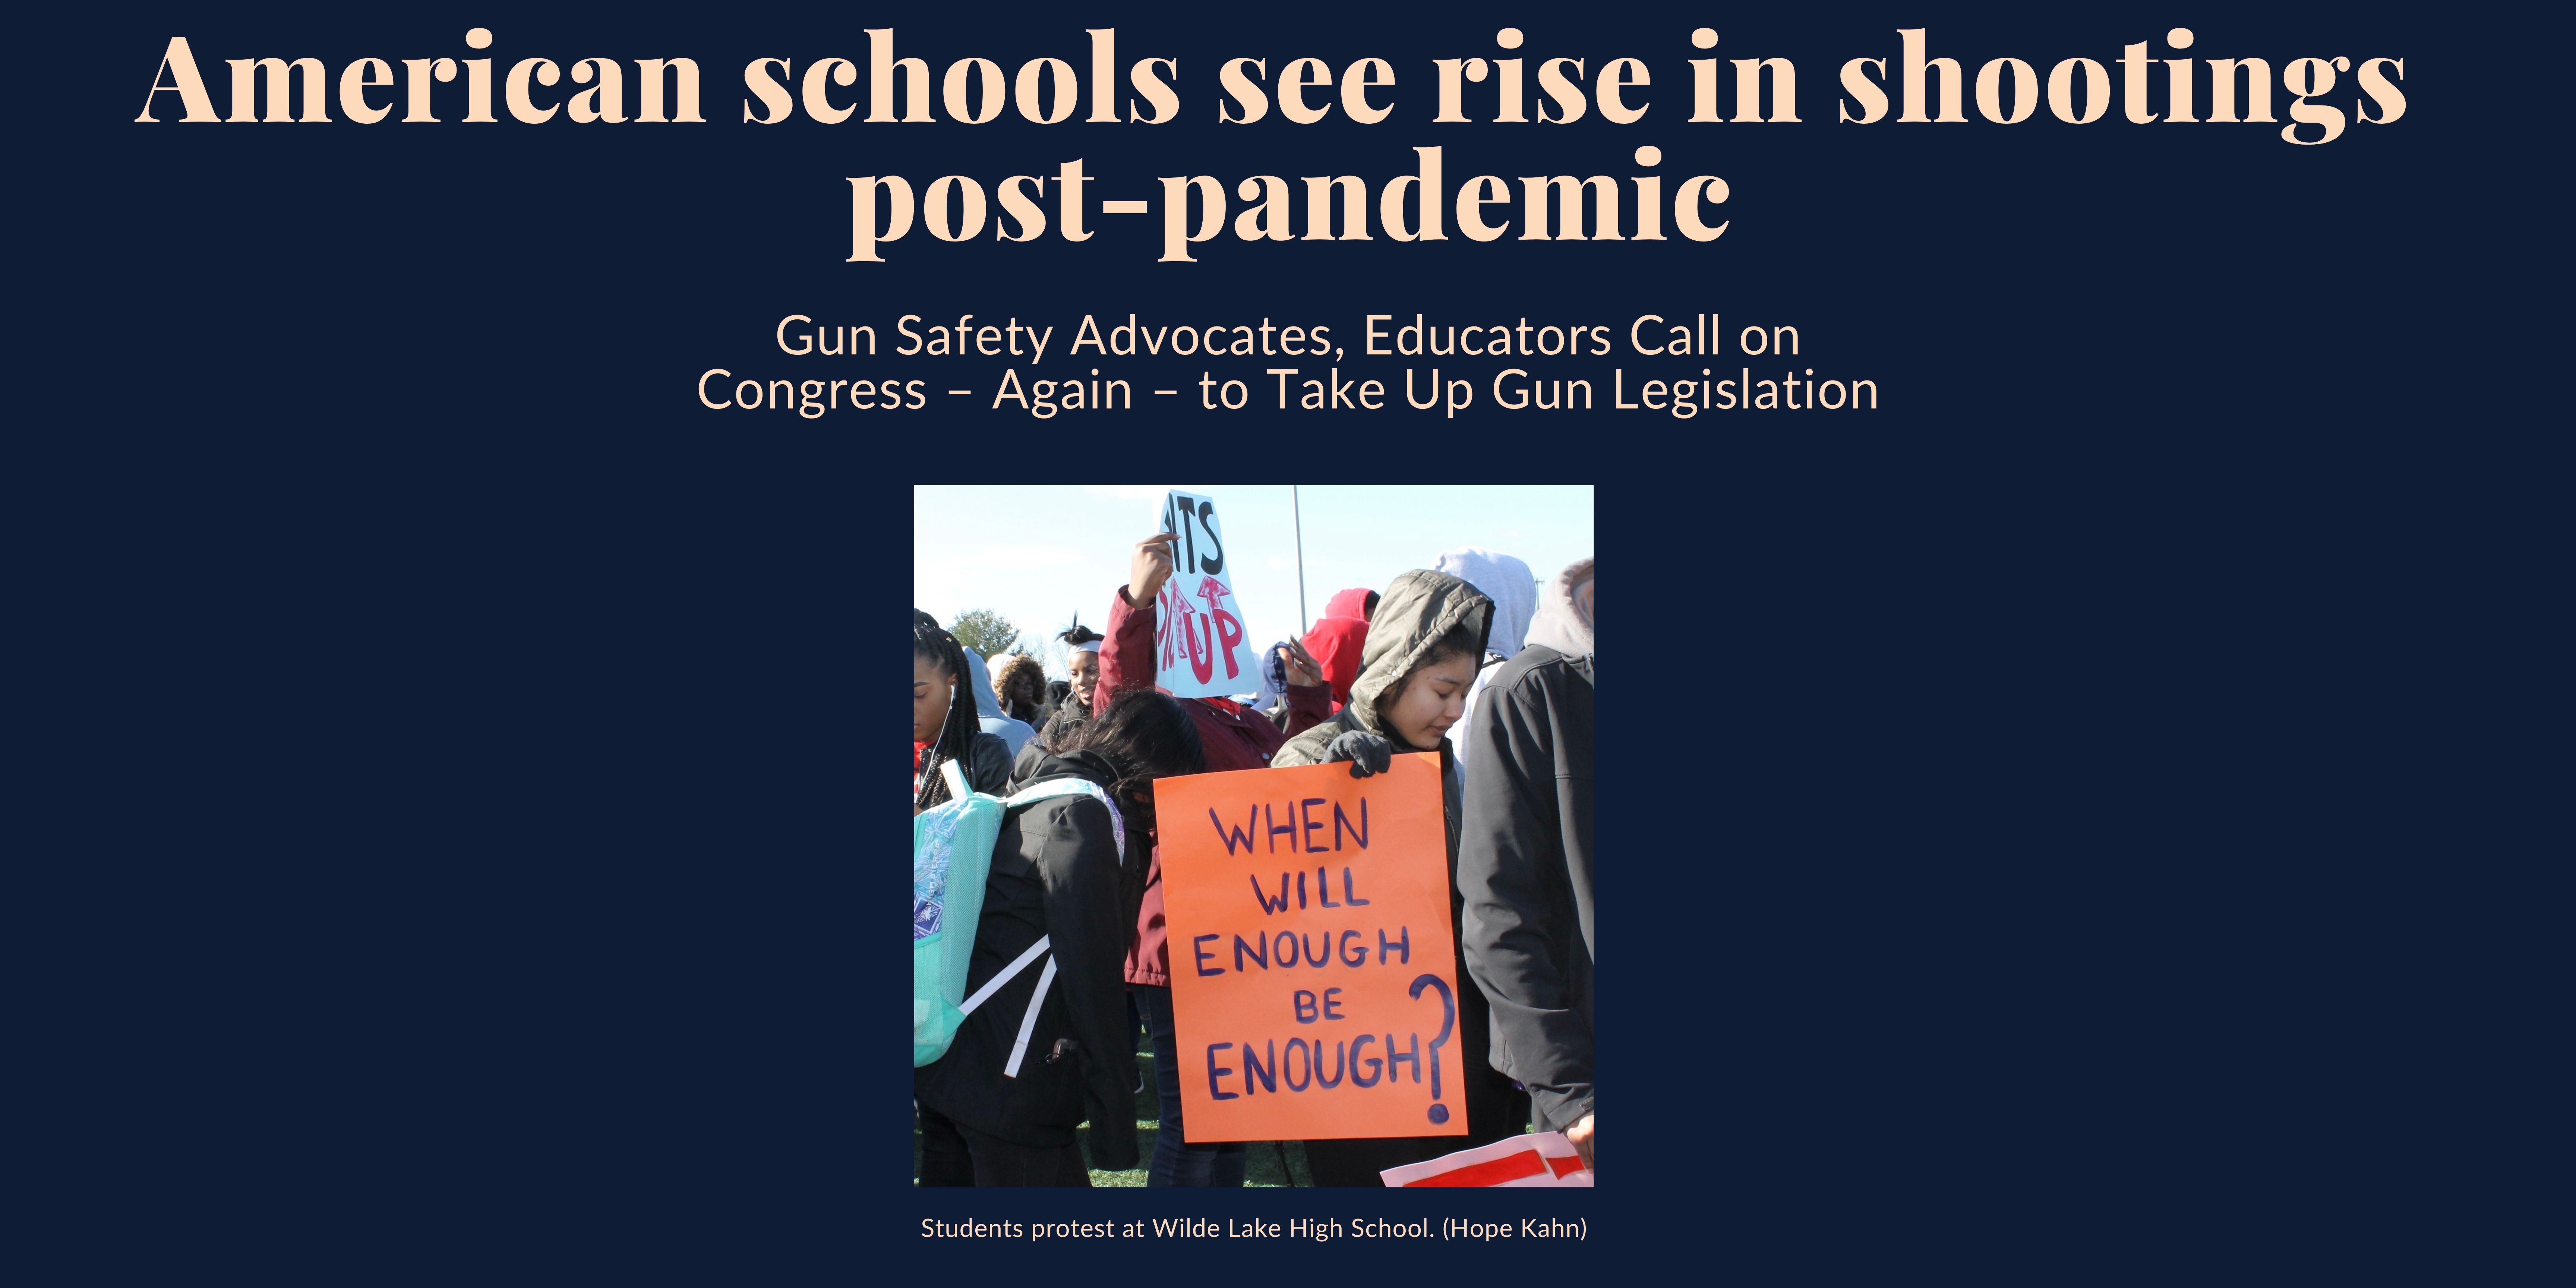 American schools see rise in shootings
post-pandemic
Gun Safety Advocates, Educators Call on
Congress – Again – to Take Up Gun Legislation
ITS
UP
WHEN
WILL
ENOUGH
BE
ENOUGH?
Students protest at Wilde Lake High School. (Hope Kahn)